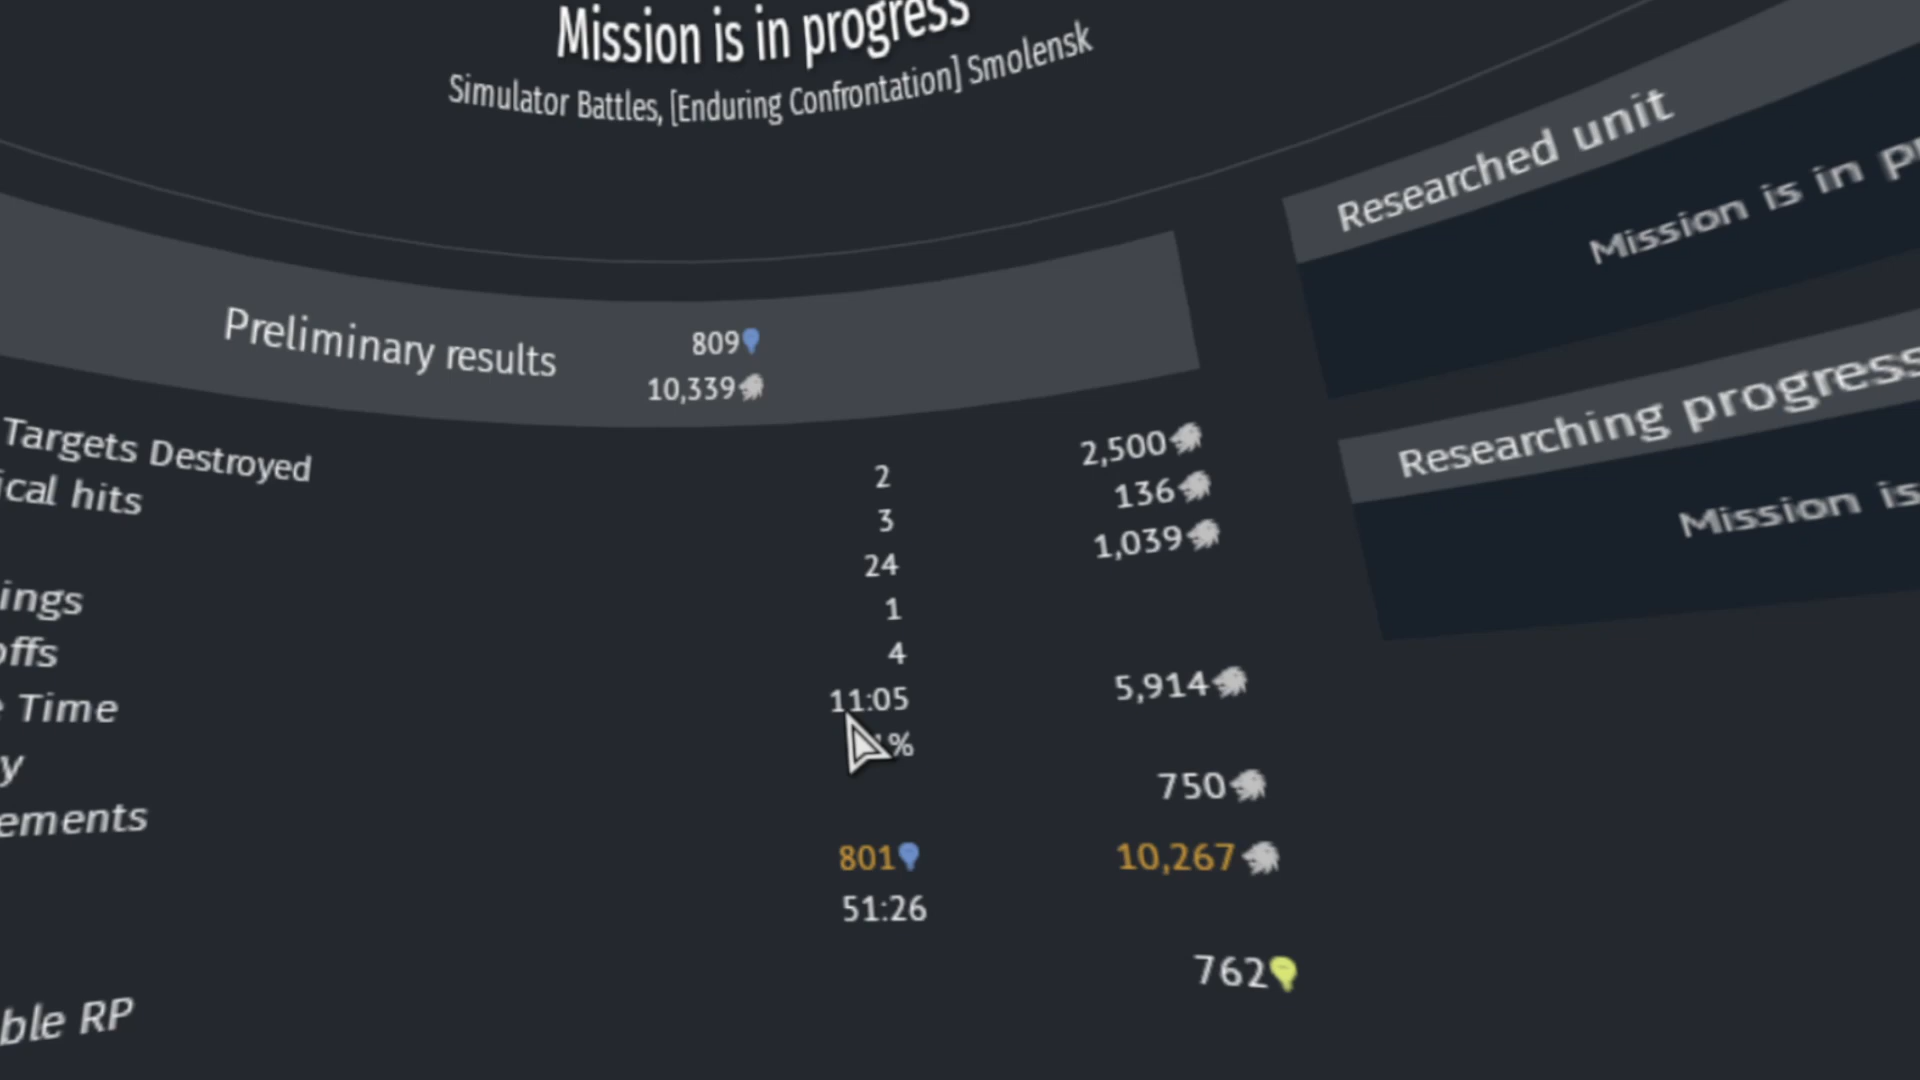 Mission is in progress
Simulator Battles, [Enduring Confrontation] Smolensk
Preliminary results
809
10,339
Targets Destroyed 2 2,500
ical hits 3 136
24 1,039
ings 1
offs 4
Time 11:05 5,914
y 1%
ements 750
801 10,267
51:26
762
ble RP
Researched unit
Mission is in pr
Researching progress
Mission is